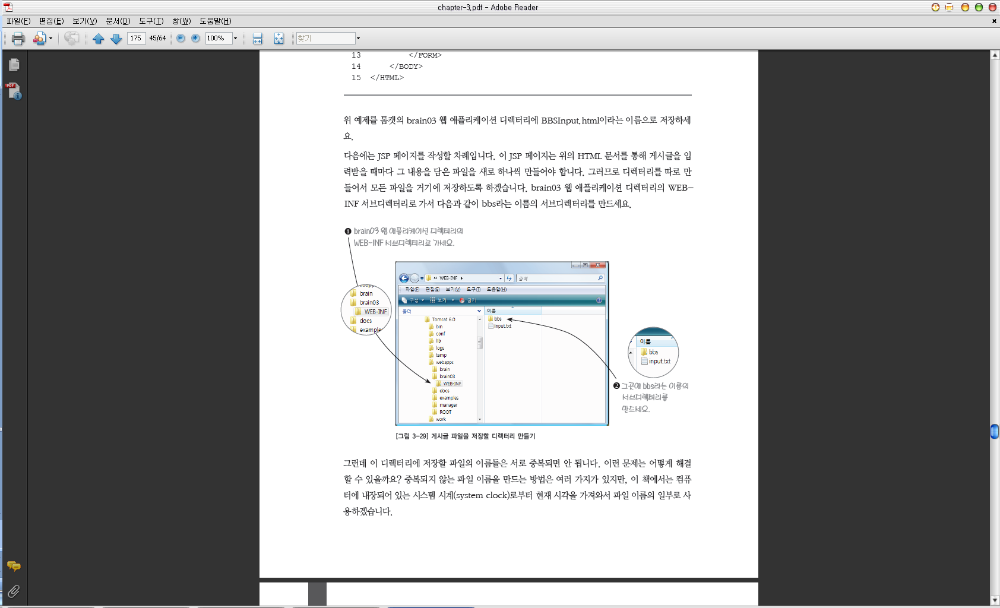 chapter-3.pdf - Adobe Reader
파일(F) 편집(E) 보기(V) 문서(D) 도구(T) 창(W) 도움말(H)
175 45/64 100% 찾기
13 </FORM>
14 </BODY>
15 </HTML>
위 예제를 톰캣의 brain03 웹 애플리케이션 디렉터리에 BBSInput.html이라는 이름으로 저장하세
요.
다음에는 JSP 페이지를 작성할 차례입니다. 이 JSP 페이지는 위의 HTML 문서를 통해 게시글을 입
력받을 때마다 그 내용을 담은 파일을 새로 하나씩 만들어야 합니다. 그러므로 디렉터리를 따로 만
들어서 모든 파일을 거기에 저장하도록 하겠습니다. brain03 웹 애플리케이션 디렉터리의 WEB-
INF 서브디렉터리로 가서 다음과 같이 bbs라는 이름의 서브디렉터리를 만드세요.
❶ brain03 웹 애플리케이션 디렉터리의
WEB-INF 서브디렉터리로 가세요.
« WEB-INF 검색
파일(F) 편집(E) 보기(V) 도구(T) 도움말(H)
구성 보기 굽기
폴더 이름
Tomcat 6.0
bin
conf
lib
logs
temp
webapps
brain
brain03
WEB-INF
docs
examples
manager
ROOT
work
bbs
input.txt
webapps
brain
brain03
WEB-INF
docs
examples
이름
bbs
input.txt
❷ 그곳에 bbs라는 이름의
서브디렉터리를
만드세요.
[그림 3-29] 게시글 파일을 저장할 디렉터리 만들기
그런데 이 디렉터리에 저장할 파일의 이름들은 서로 중복되면 안 됩니다. 이런 문제는 어떻게 해결
할 수 있을까요? 중복되지 않는 파일 이름을 만드는 방법은 여러 가지가 있지만, 이 책에서는 컴퓨
터에 내장되어 있는 시스템 시계(system clock)로부터 현재 시각을 가져와서 파일 이름의 일부로 사
용하겠습니다.